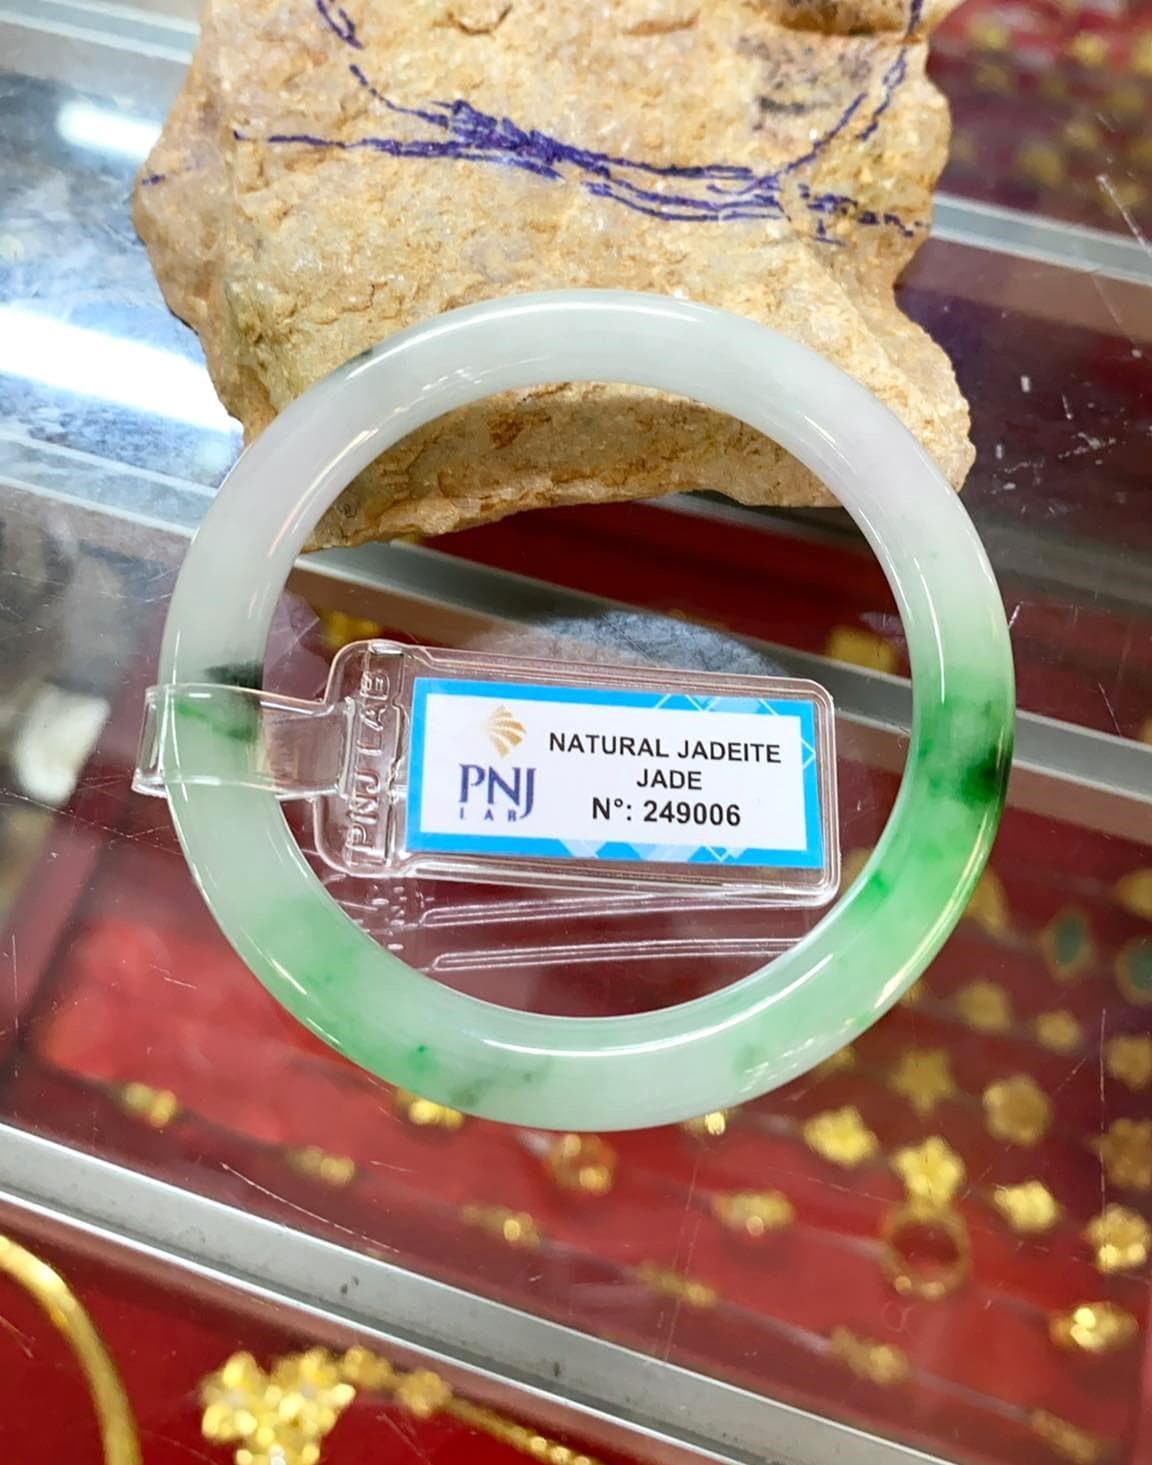 PNJ LAB
PNJ
LAB
NATURAL JADEITE
JADE
N°: 249006